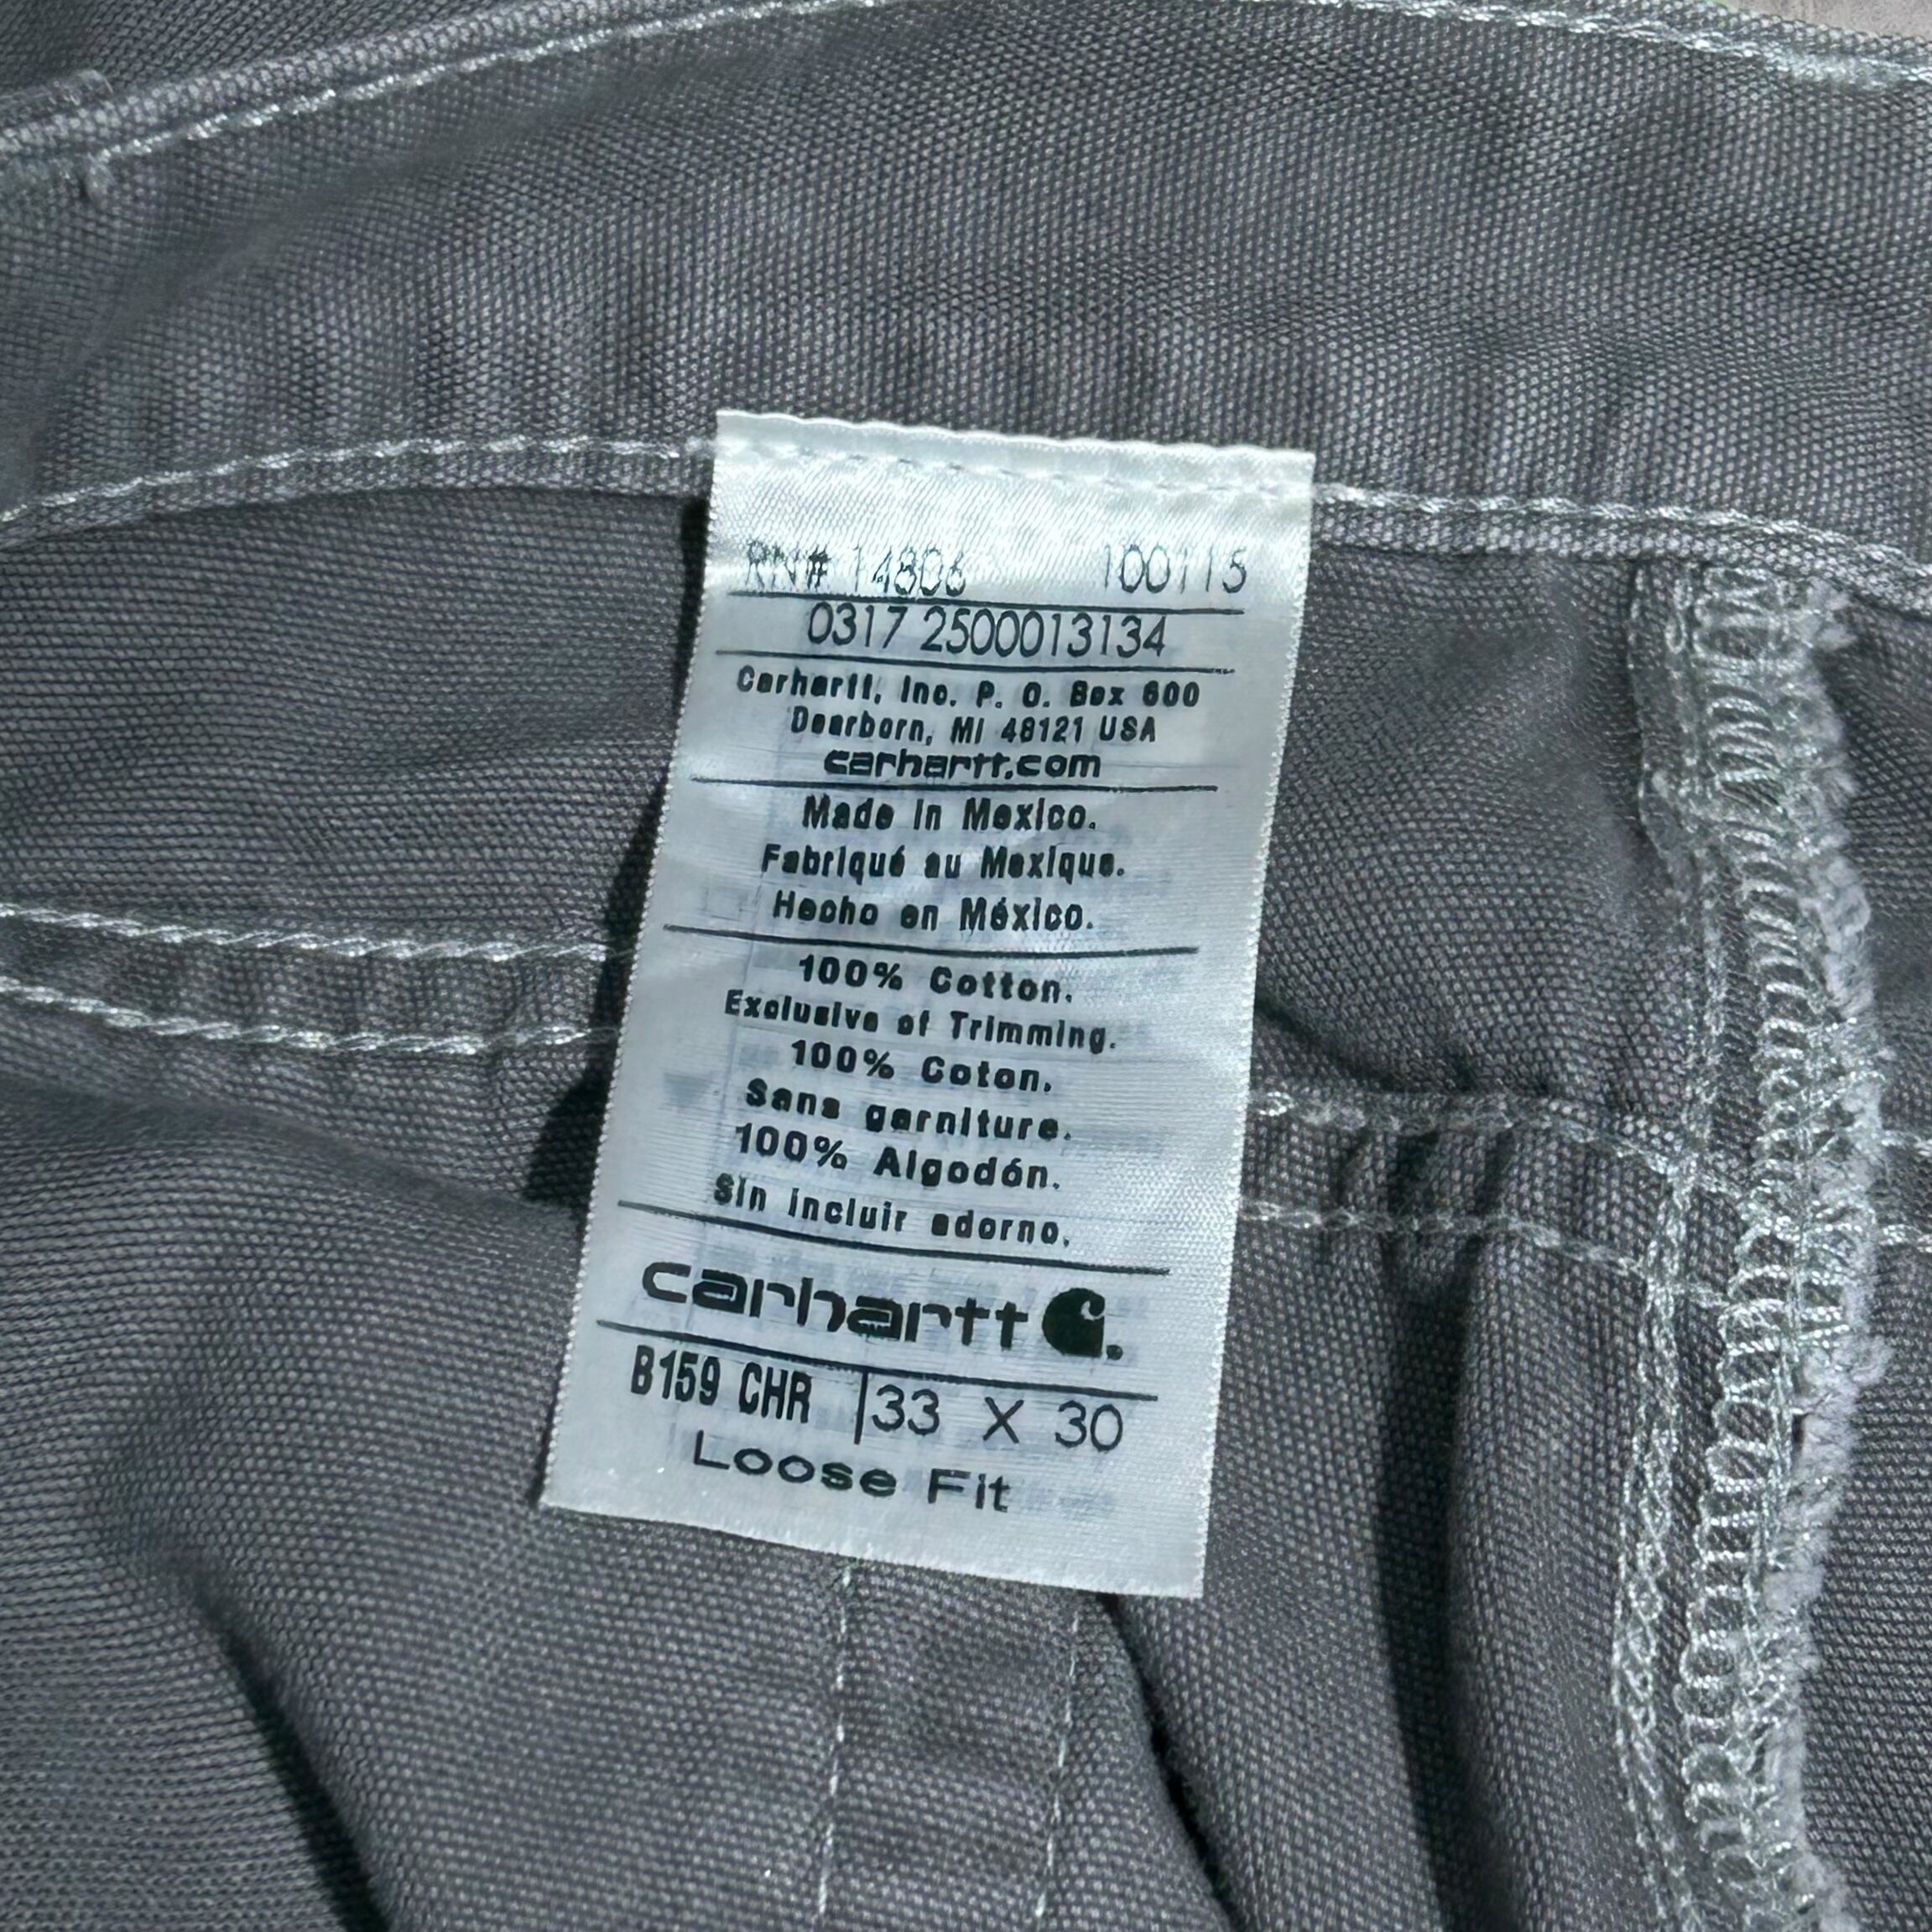 RN# 14806 100115
0317 2500013134
Carhartt, Inc. P. O. Box 600
Dearborn, MI 48121 USA
carhartt.com
Made in Mexico.
Fabriqué au Mexique.
Hecho en México.
100% Cotton.
Exclusive of Trimming.
100% Coton.
Sans garniture.
100% Algodón.
Sin incluir adorno.
carhartt
B159 CHR 33 X 30
Loose Fit